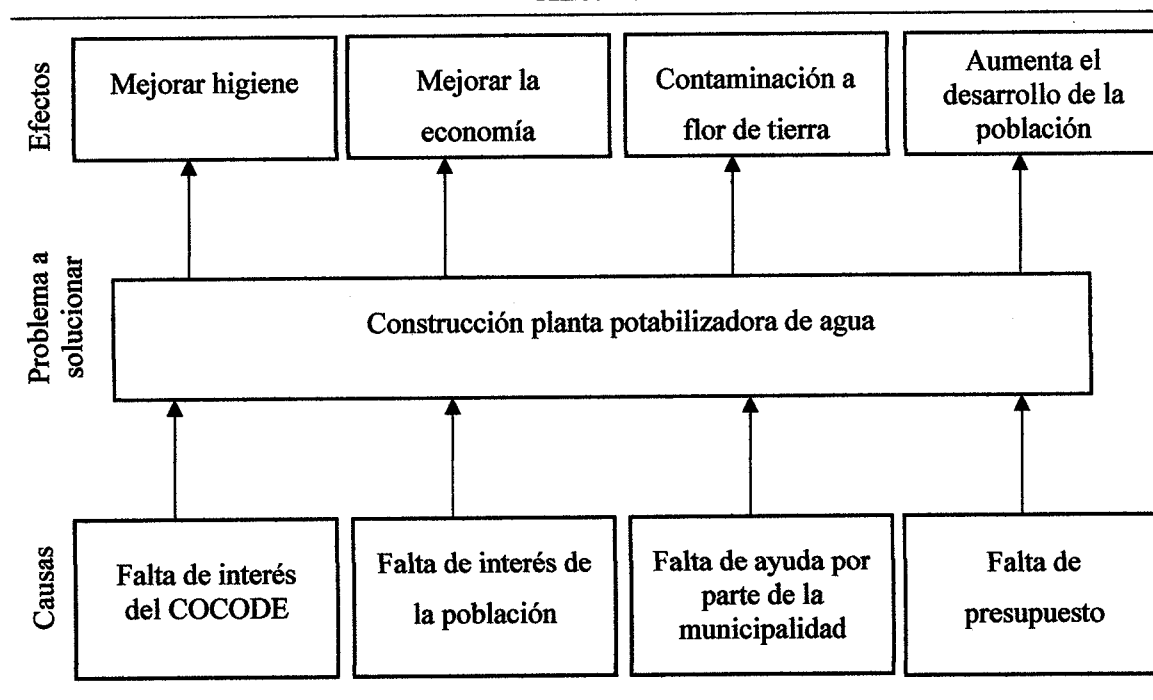 Efectos
Mejorar higiene
Mejorar la
economía
Contaminación a
flor de tierra
Aumenta el
desarrollo de la
población
Problema a
solucionar
Construcción planta potabilizadora de agua
Causas
Falta de interés
del COCODE
Falta de interés de
la población
Falta de ayuda por
parte de la
municipalidad
Falta de
presupuesto